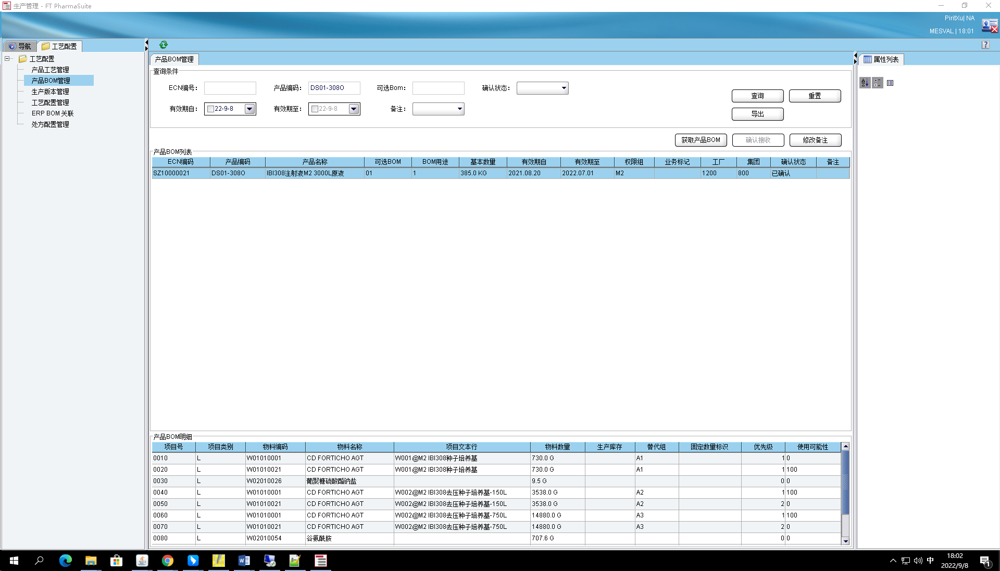 生产管理 - FT PharmaSuite
PiritXu| NA
MESVAL | 18:01
导航 工艺配置
工艺配置
产品工艺管理
产品BOM管理
生产版本管理
工艺配置管理
ERP BOM 关联
处方配置管理
产品BOM管理
属性列表
查询条件
ECN编号: 产品编码: DS01-308O 可选Bom: 确认状态:
有效期自: 22-9-8 有效期至: 22-9-8 备注:
查询 重置
导出
获取产品BOM 确认接收 修改备注
产品BOM列表
ECN编码 产品编码 产品名称 可选BOM BOM用途 基本数量 有效期自 有效期至 权限组 业务标记 工厂 集团 确认状态 备注
SZ10000021 DS01-308O IBI308注射液M2 3000L原液 01 1 385.0 KG 2021.08.20 2022.07.01 M2 1200 800 已确认
产品BOM明细
项目号 项目类别 物料编码 物料名称 项目文本行 物料数量 生产库存 替代组 固定数量标识 优先级 使用可能性
0010 L W01010001 CD FORTICHO AGT W001@M2 IBI308种子培养基 730.0 G A1 1 0
0020 L W01010021 CD FORTICHO AGT W001@M2 IBI308种子培养基 730.0 G A1 1 100
0030 L W02010026 葡聚糖硫酸酯钠盐 9.5 G 0 0
0040 L W01010001 CD FORTICHO AGT W002@M2 IBI308去压种子培养基-150L 3538.0 G A2 1 100
0050 L W01010021 CD FORTICHO AGT W002@M2 IBI308去压种子培养基-150L 3538.0 G A2 2 0
0060 L W01010001 CD FORTICHO AGT W002@M2 IBI308去压种子培养基-750L 14880.0 G A3 1 100
0070 L W01010021 CD FORTICHO AGT W002@M2 IBI308去压种子培养基-750L 14880.0 G A3 2 0
0080 L W02010054 谷氨酰胺 707.6 G 0 0
中
18:02
2022/9/8
1